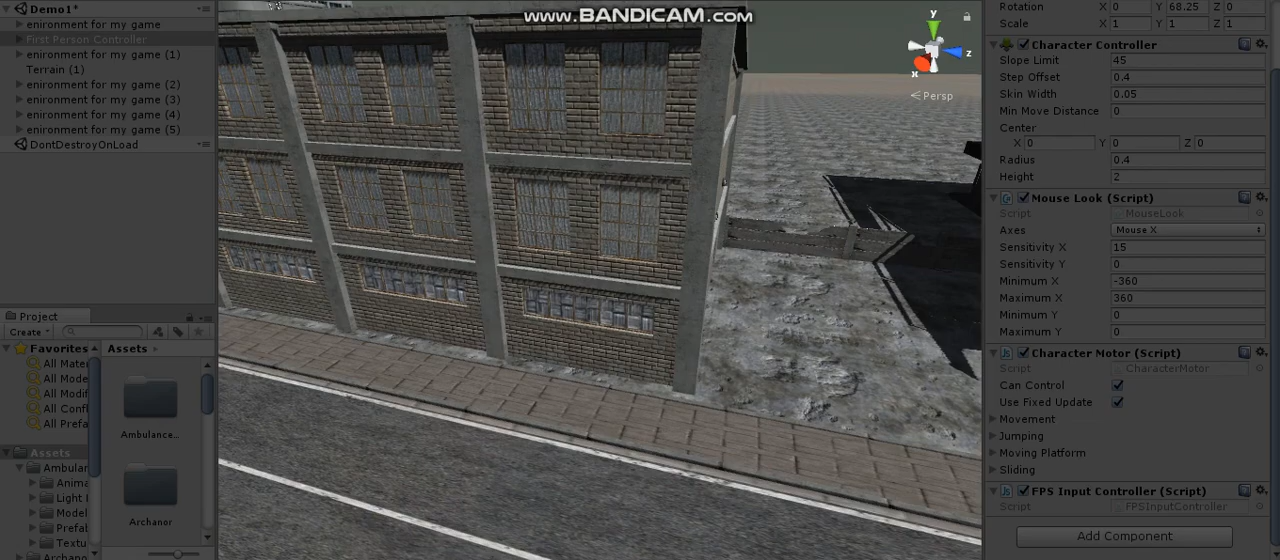 Demo1*
enironment for my game
First Person Controller
enironment for my game (1)
Terrain (1)
enironment for my game (2)
enironment for my game (3)
enironment for my game (4)
enironment for my game (5)
DontDestroyOnLoad
Project
Create
Favorites
All Mate
All Mode
All Modif
All Confl
All Prefa
Assets
Ambular
Anima
Light
Model
Prefab
Textu
Archanor
Assets
Ambulance..
Archanor
www.BANDICAM.com
y
z
x
Persp
Rotation X 0 Y 68.25 Z 0
Scale X 1 Y 1 Z 1
Character Controller
Slope Limit 45
Step Offset 0.4
Skin Width 0.05
Min Move Distance 0
Center
X 0 Y 0 Z 0
Radius 0.4
Height 2
Mouse Look (Script)
Script MouseLook
Axes Mouse X
Sensitivity X 15
Sensitivity Y 0
Minimum X -360
Maximum X 360
Minimum Y 0
Maximum Y 0
Character Motor (Script)
Script CharacterMotor
Can Control
Use Fixed Update
Movement
Jumping
Moving Platform
Sliding
FPS Input Controller (Script)
Script FPSInputController
Add Component